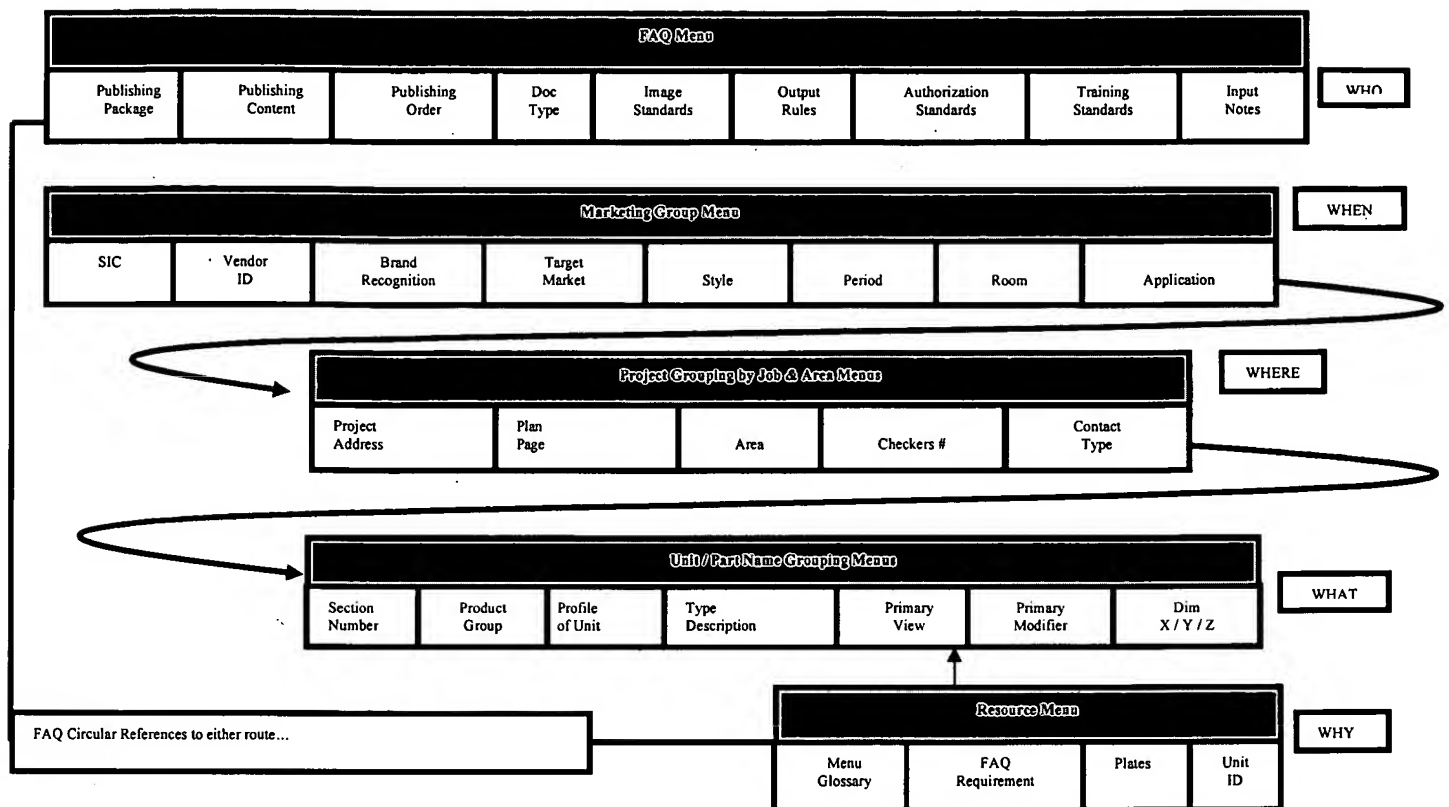 FAQ Menu
Publishing Package
Publishing Content
Publishing Order
Doc Type
Image Standards
Output Rules
Authorization Standards
Training Standards
Input Notes
WHO
Marketing Group Menu
WHEN
SIC
Vendor ID
Brand Recognition
Target Market
Style
Period
Room
Application
Project Grouping by Job & Area Menus
WHERE
Project Address
Plan Page
Area
Checkers #
Contact Type
Unit / Part Name Grouping Menus
WHAT
Section Number
Product Group
Profile of Unit
Type Description
Primary View
Primary Modifier
Dim X / Y / Z
Resource Menu
WHY
FAQ Circular References to either route...
Menu Glossary
FAQ Requirement
Plates
Unit ID